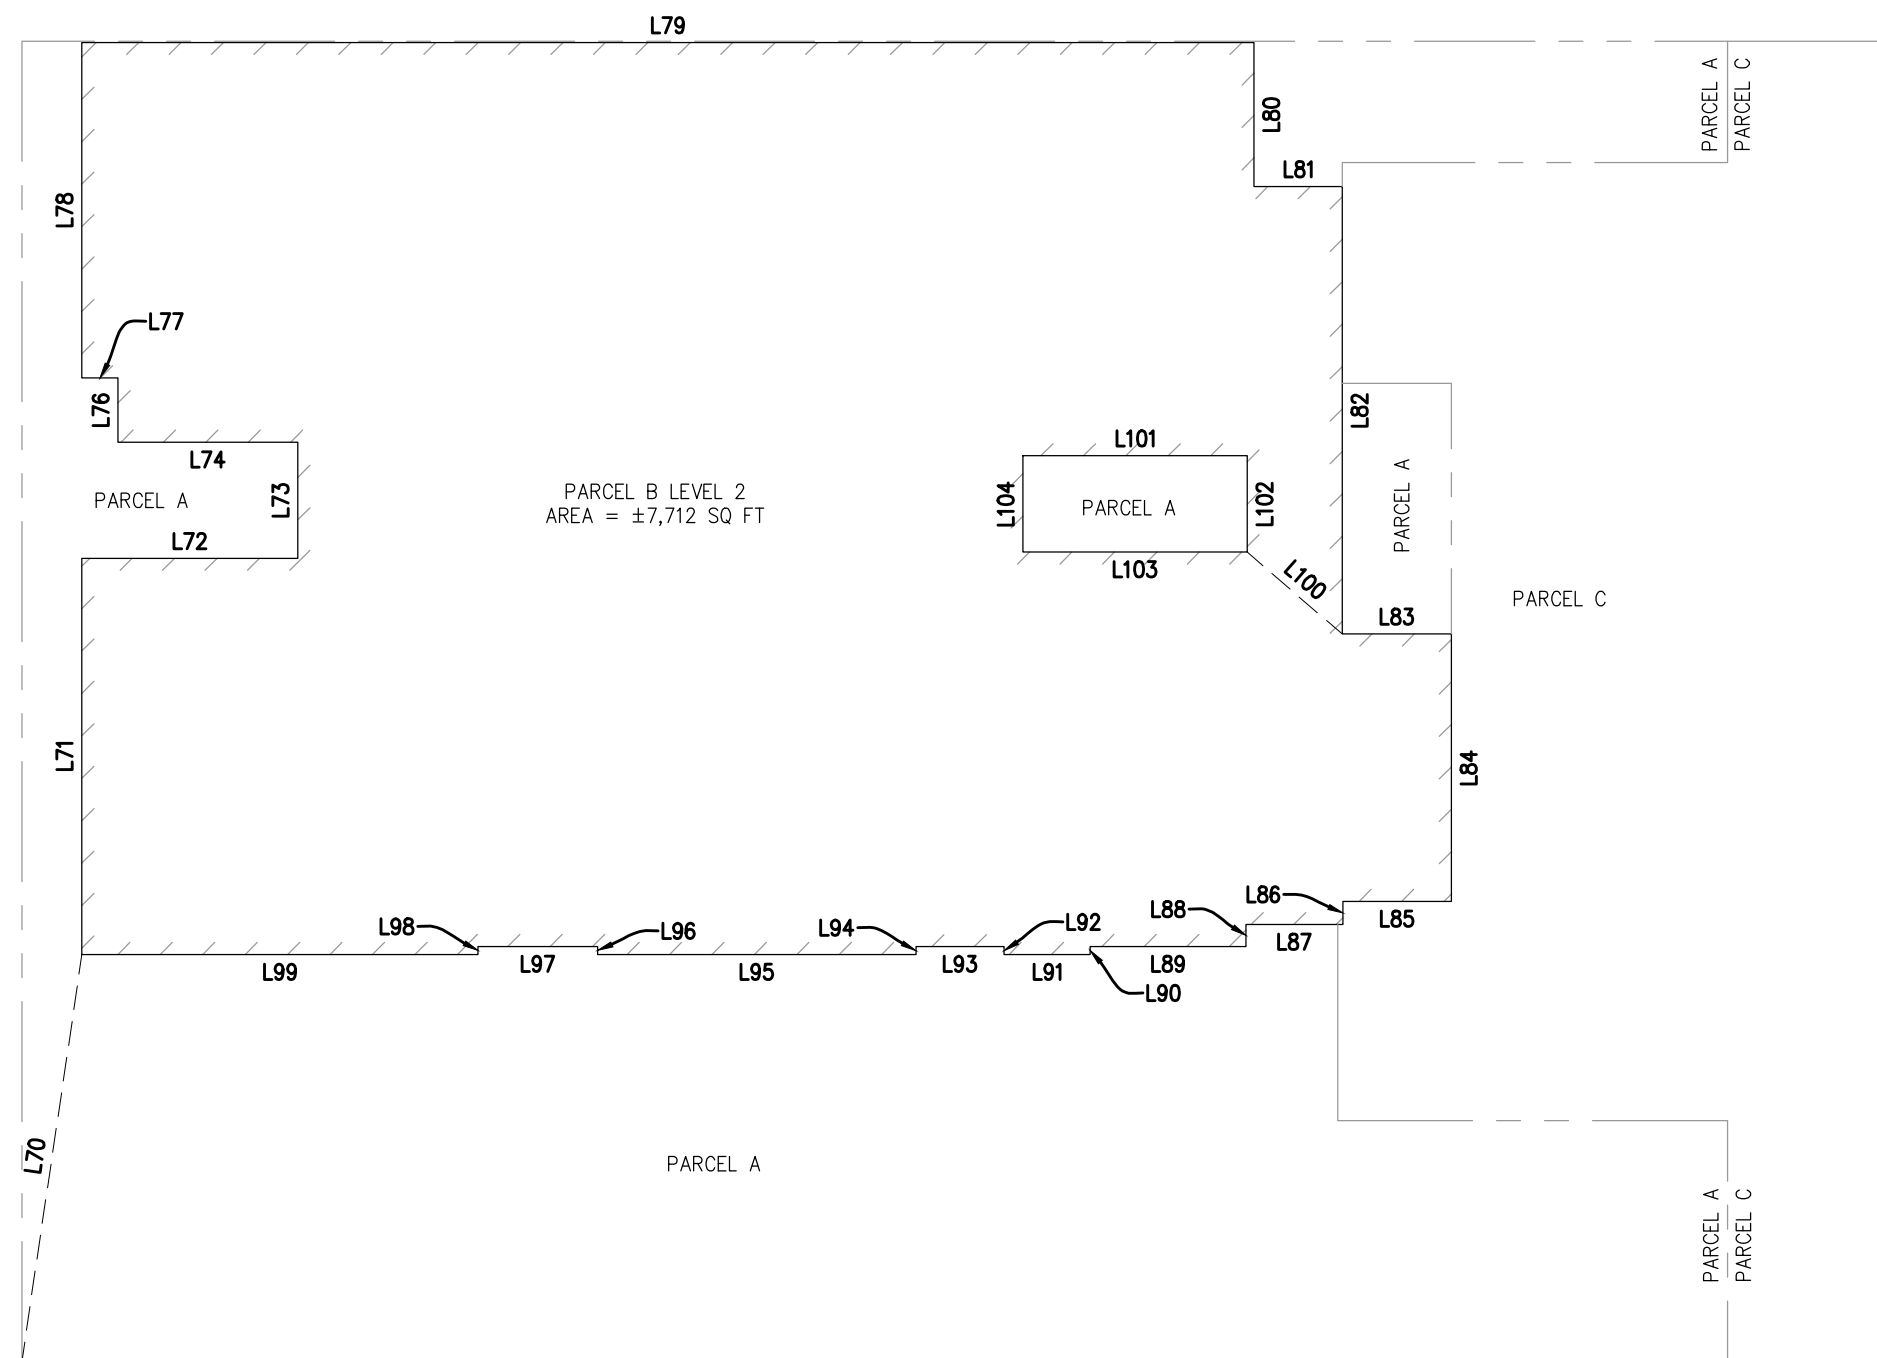 L79
PARCEL A
PARCEL C
L80
L81
L78
L77
L76
L82
L74
L101
PARCEL A
L73
PARCEL A
PARCEL B LEVEL 2
AREA = ±7,712 SQ FT
L104
PARCEL A
L102
L72
L103
L100
PARCEL C
L83
L71
L84
L86
L88
L85
L98
L96
L94
L92
L87
L99
L97
L95
L93
L91
L89
L90
L70
PARCEL A
PARCEL A
PARCEL C